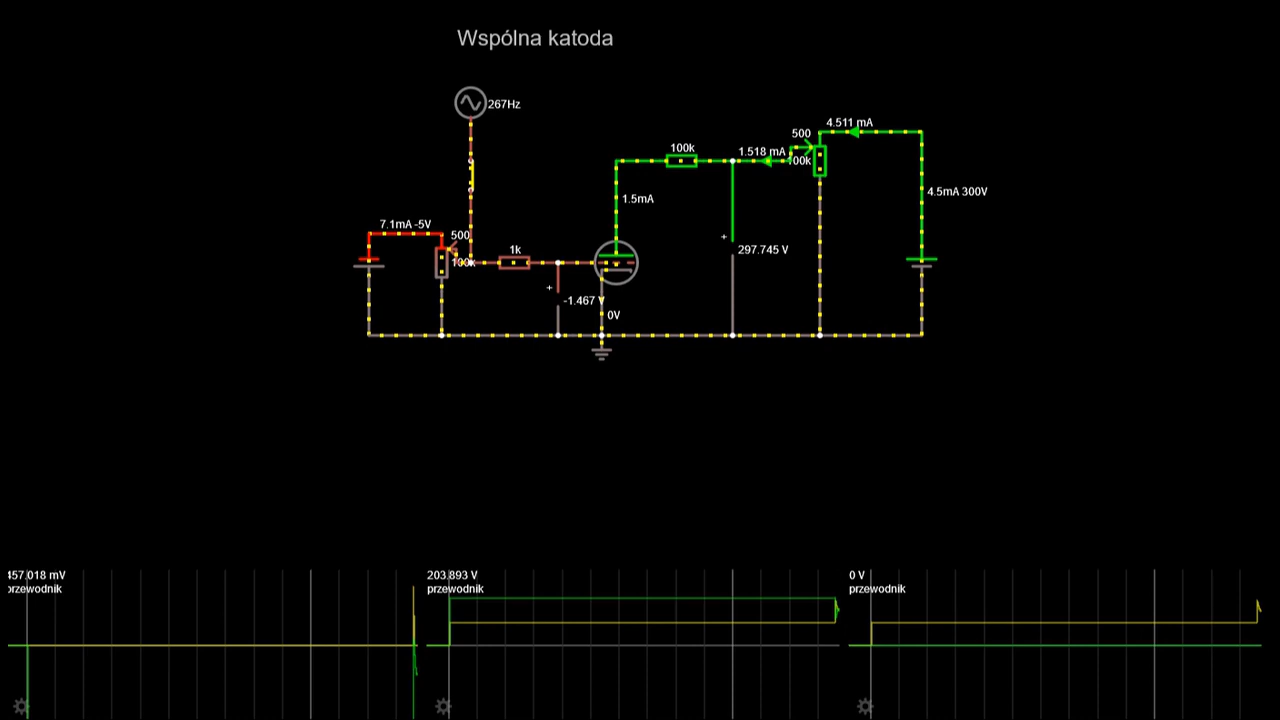 Wspólna katoda
267Hz
4.511 mA
500
100k
1.518 mA
100k
4.5mA 300V
1.5mA
7.1mA -5V
500
1k
100k
+
297.745 V
+
-1.467 V
0V
457.018 mV
przewodnik
203.893 V
przewodnik
0 V
przewodnik